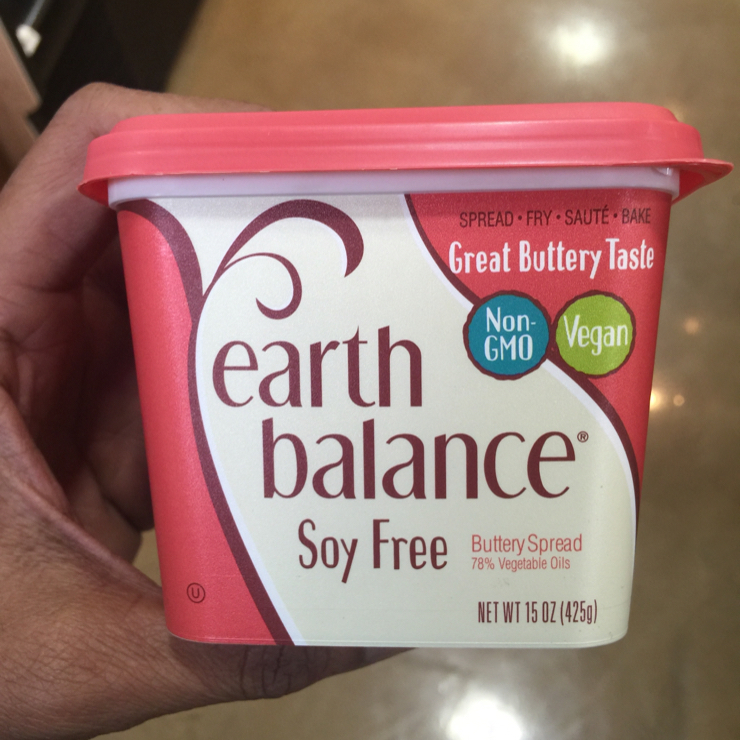 SPREAD • FRY • SAUTÉ • BAKE
Great Buttery Taste
Non-
GMO
Vegan
earth
balance®
Soy Free
Buttery Spread
78% Vegetable Oils
U
NET WT 15 OZ (425g)